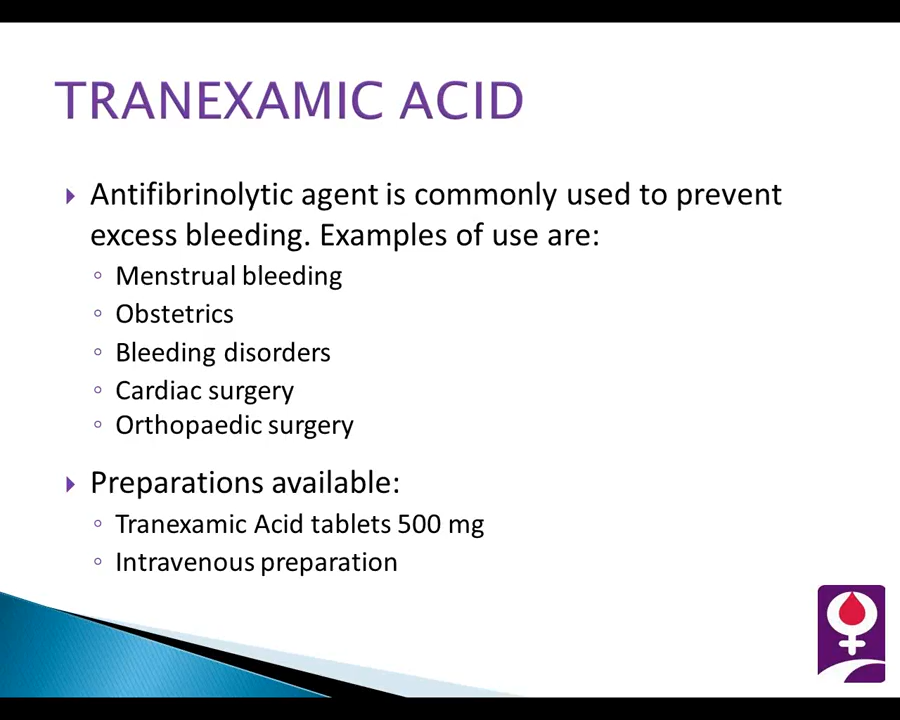 TRANEXAMIC ACID
Antifibrinolytic agent is commonly used to prevent
excess bleeding. Examples of use are:
Menstrual bleeding
Obstetrics
Bleeding disorders
Cardiac surgery
Orthopaedic surgery
Preparations available:
Tranexamic Acid tablets 500 mg
Intravenous preparation